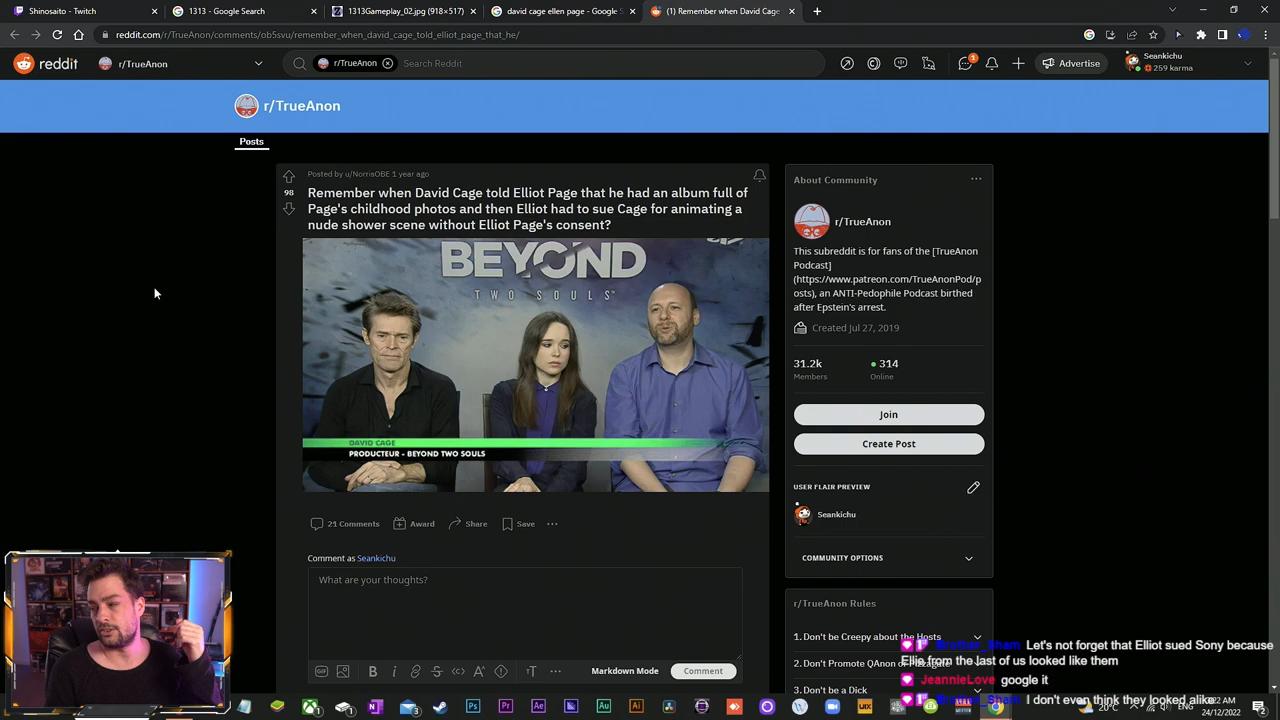 Shinosaito - Twitch
1313 - Google Search
1313Gameplay_02.jpg (918×517)
david cage ellen page - Google S
(1) Remember when David Cage
reddit.com/r/TrueAnon/comments/ob5svu/remember_when_david_cage_told_elliot_page_that_he/
reddit
r/TrueAnon
r/TrueAnon
Search Reddit
1
Advertise
Seankichu
259 karma
r/TrueAnon
Posts
Posted by u/NorrisOBE 1 year ago
98
Remember when David Cage told Elliot Page that he had an album full of
Page's childhood photos and then Elliot had to sue Cage for animating a
nude shower scene without Elliot Page's consent?
BEYOND
TWO SOULS
DAVID CAGE
PRODUCTEUR - BEYOND TWO SOULS
21 Comments
Award
Share
Save
Comment as Seankichu
What are your thoughts?
GIF
Markdown Mode
Comment
About Community
r/TrueAnon
This subreddit is for fans of the [TrueAnon
Podcast]
(https://www.patreon.com/TrueAnonPod/p
osts), an ANTI-Pedophile Podcast birthed
after Epstein's arrest.
Created Jul 27, 2019
31.2k
Members
314
Online
Join
Create Post
USER FLAIR PREVIEW
Seankichu
COMMUNITY OPTIONS
r/TrueAnon Rules
1. Don't be Creepy about the Hosts
2. Don't Promote QAnon
3. Don't be a Dick
Brother_Sham Let's not forget that Elliot sued Sony because
Ellie from the last of us looked like them
JeannieLove google it
Brother_Sham I don't even think they looked alike
24/12/2022